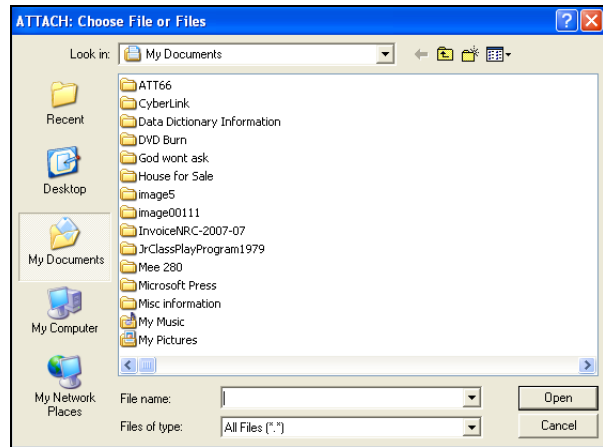 ATTACH: Choose File or Files
Look in: My Documents
Recent
Desktop
My Documents
My Computer
My Network
Places
ATT66
CyberLink
Data Dictionary Information
DVD Burn
God wont ask
House for Sale
image5
image00111
InvoiceNRC-2007-07
JrClassPlayProgram1979
Mee 280
Microsoft Press
Misc information
My Music
My Pictures
File name:
Open
Files of type: All Files (*.*)
Cancel